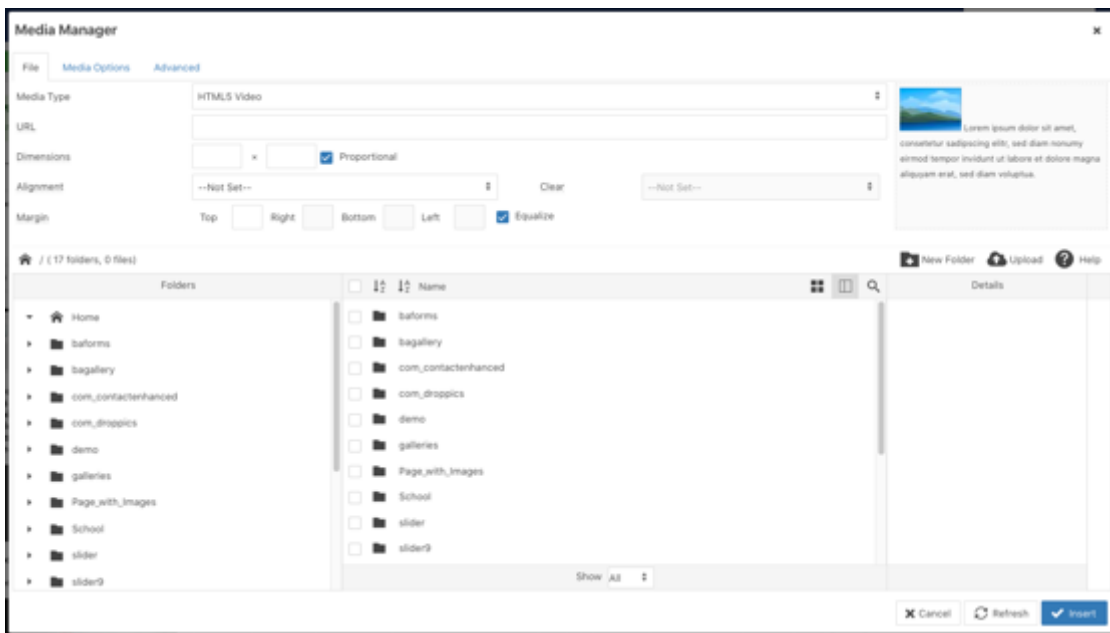 Media Manager
File Media Options Advanced
Media Type HTML5 Video
URL
Dimensions × Proportional
Alignment --Not Set-- Clear --Not Set--
Margin Top Right Bottom Left Equalize
Lorem ipsum dolor sit amet,
consetetur sadipscing elitr, sed diam nonumy
eirmod tempor invidunt ut labore et dolore magna
aliquyam erat, sed diam voluptua.
/ ( 17 folders, 0 files) New Folder Upload Help
Folders Name Details
Home
baforms
bagallery
com_contactenhanced
com_droppics
demo
galleries
Page_with_Images
School
slider
slider9
baforms
bagallery
com_contactenhanced
com_droppics
demo
galleries
Page_with_Images
School
slider
slider9
Show All
Cancel Refresh Insert